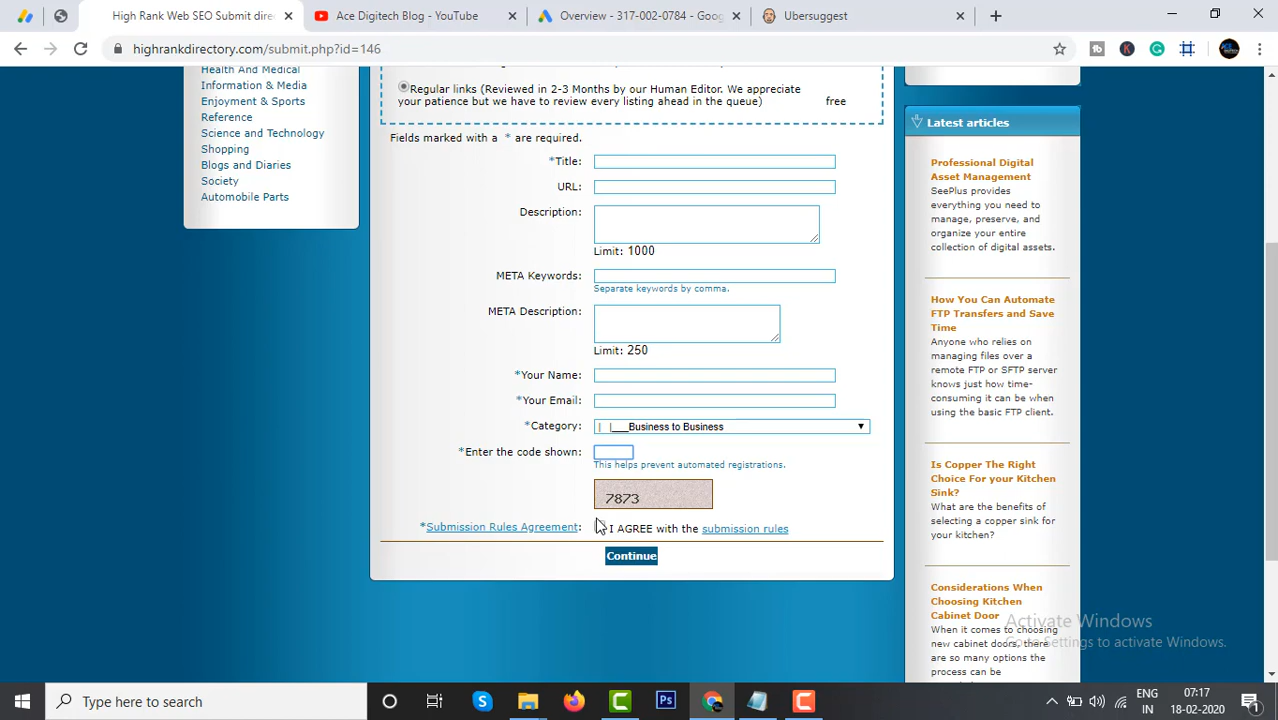 High Rank Web SEO Submit dire
Ace Digitech Blog - YouTube
Overview - 317-002-0784 - Goog
Ubersuggest
highrankdirectory.com/submit.php?id=146
Health And Medical
Information & Media
Enjoyment & Sports
Reference
Science and Technology
Shopping
Blogs and Diaries
Society
Automobile Parts
Regular links (Reviewed in 2-3 Months by our Human Editor. We appreciate
your patience but we have to review every listing ahead in the queue) free
Fields marked with a * are required.
*Title:
URL:
Description:
Limit: 1000
META Keywords:
Separate keywords by comma.
META Description:
Limit: 250
*Your Name:
*Your Email:
*Category: | |___Business to Business
*Enter the code shown:
This helps prevent automated registrations.
7873
*Submission Rules Agreement: I AGREE with the submission rules
Continue
Latest articles
Professional Digital
Asset Management
SeePlus provides
everything you need to
manage, preserve, and
organize your entire
collection of digital assets.
How You Can Automate
FTP Transfers and Save
Time
Anyone who relies on
managing files over a
remote FTP or SFTP server
knows just how time-
consuming it can be when
using the basic FTP client.
Is Copper The Right
Choice For your Kitchen
Sink?
What are the benefits of
selecting a copper sink for
your kitchen?
Considerations When
Choosing Kitchen
Cabinet Door
When it comes to choosing
new cabinet doors, there
are so many options the
Activate Windows
Go to Settings to activate Windows.
Type here to search
Ps
ENG
IN
07:17
18-02-2020